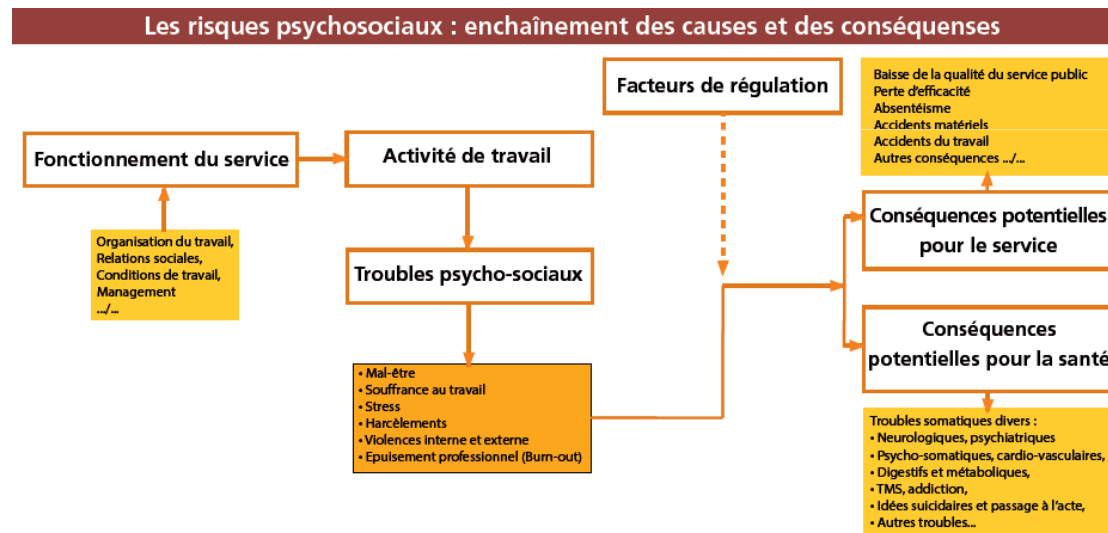 Les risques psychosociaux : enchaînement des causes et des conséquenses
Facteurs de régulation
Baisse de la qualité du service public
Perte d'efficacité
Absentéisme
Accidents matériels
Accidents du travail
Autres conséquences .../...
Fonctionnement du service
Activité de travail
Organisation du travail,
Relations sociales,
Conditions de travail,
Management
.../...
Troubles psycho-sociaux
Conséquences potentielles
pour le service
Conséquences
potentielles pour la santé
• Mal-être
• Souffrance au travail
• Stress
• Harcèlements
• Violences interne et externe
• Epuisement professionnel (Burn-out)
Troubles somatiques divers :
• Neurologiques, psychiatriques
• Psycho-somatiques, cardio-vasculaires,
• Digestifs et métaboliques,
• TMS, addiction,
• Idées suicidaires et passage à l'acte,
• Autres troubles...